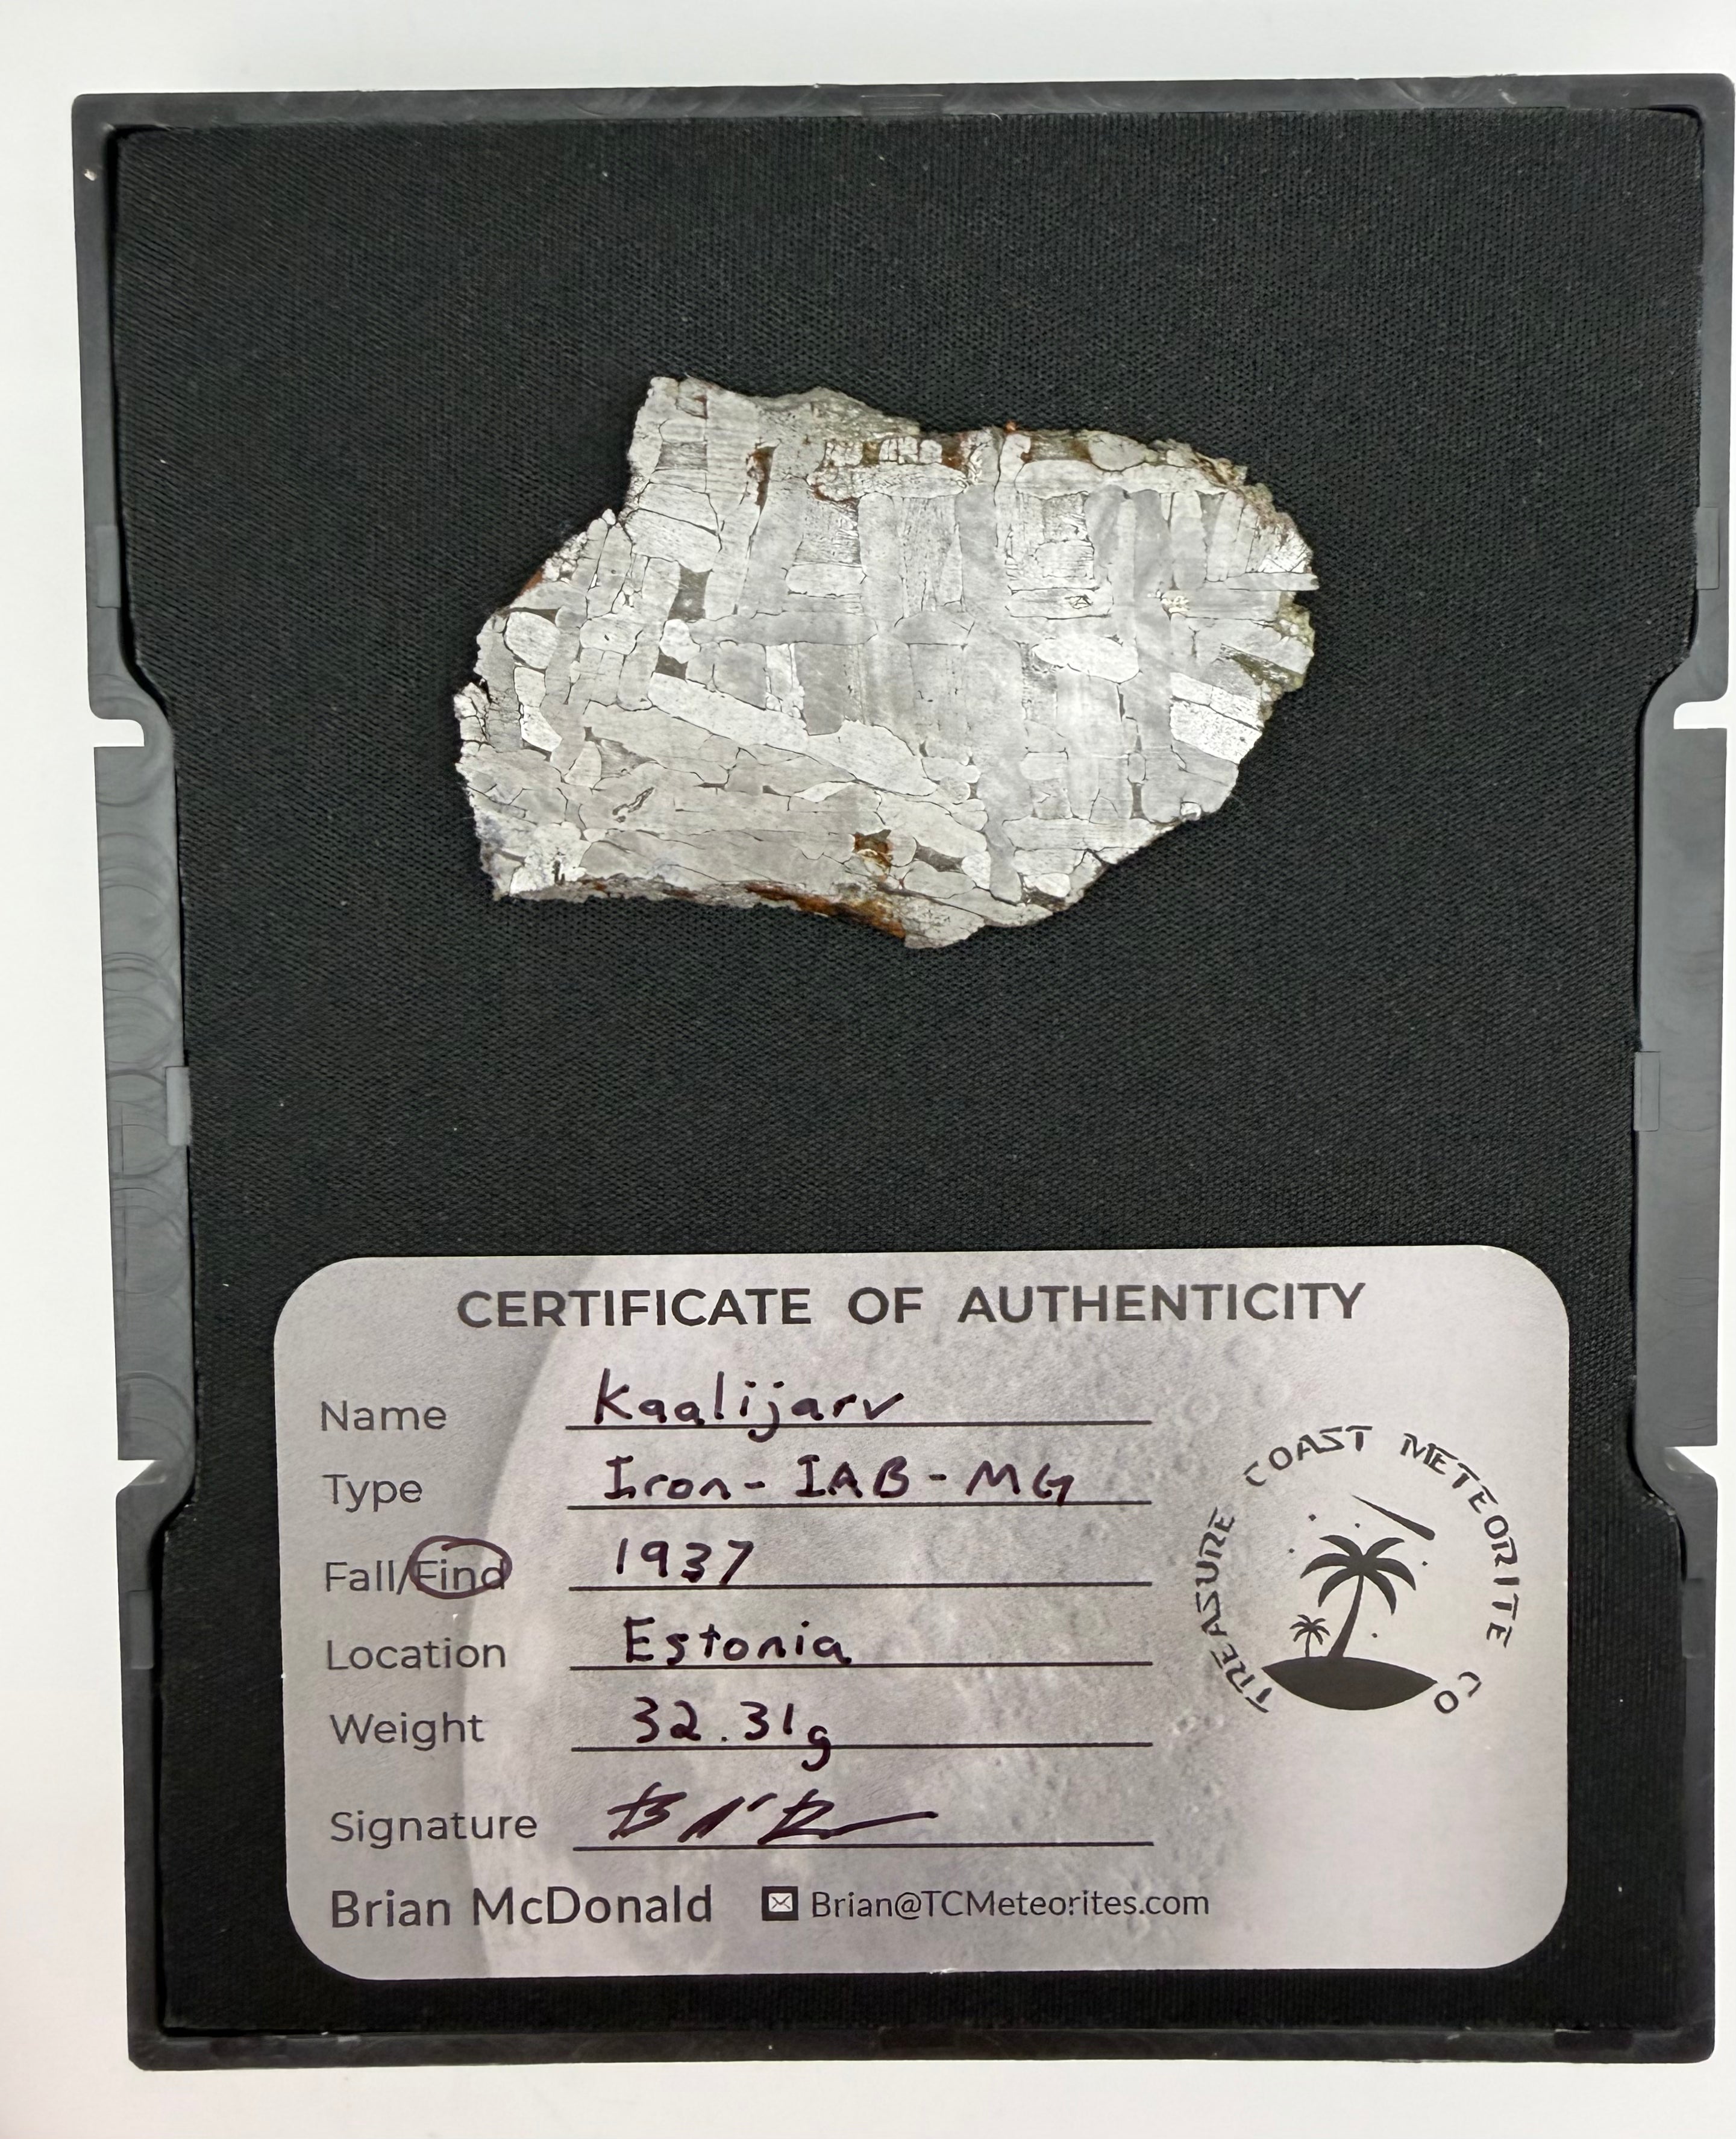 CERTIFICATE OF AUTHENTICITY
Name Kaalijarv
Type Iron - IAB - MG
Fall/Find 1937
Location Estonia
Weight 32.31g
Signature
Brian McDonald Brian@TCMeteorites.com
TREASURE COAST METEORITE CO